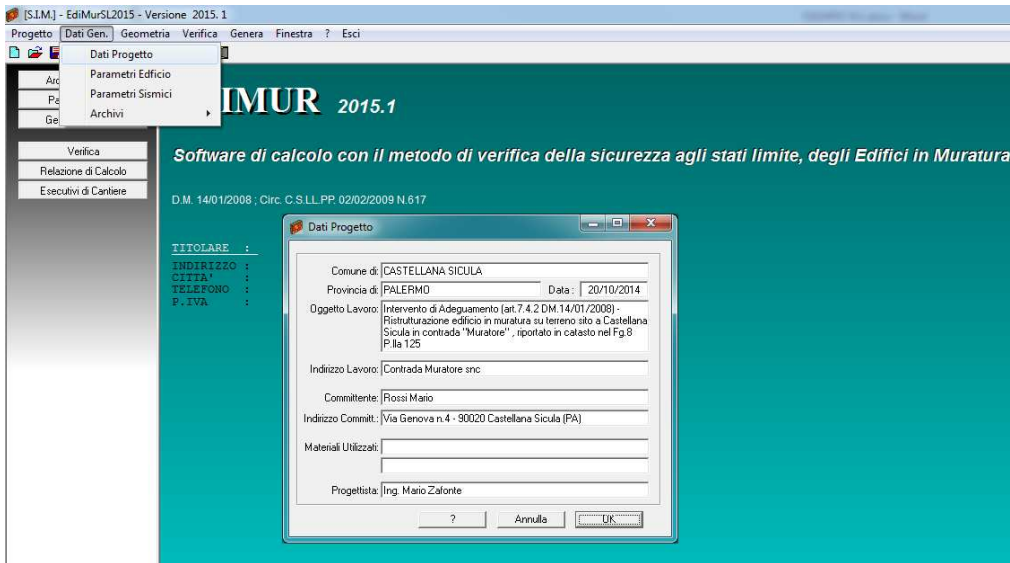 [S.I.M.] - EdiMurSL2015 - Versione 2015. 1
Progetto Dati Gen. Geometria Verifica Genera Finestra ? Esci
Dati Progetto
Parametri Edficio
Parametri Sismici
Archivi
Arc
Pa
Ge
Verifica
Relazione di Calcolo
Esecutivi di Cantiere
IMUR 2015.1
Software di calcolo con il metodo di verifica della sicurezza agli stati limite, degli Edifici in Muratura
D.M. 14/01/2008 ; Circ. C.S.LL.PP. 02/02/2009 N.617
TITOLARE :
INDIRIZZO :
CITTA' :
TELEFONO :
P.IVA :
Dati Progetto
Comune di: CASTELLANA SICULA
Provincia di: PALERMO Data : 20/10/2014
Oggetto Lavoro: Intervento di Adeguamento (art.7.4.2 DM.14/01/2008) -
Ristrutturazione edificio in muratura su terreno sito a Castellana
Sicula in contrada "Muratore" , riportato in catasto nel Fg.8
P.lla 125
Indirizzo Lavoro: Contrada Muratore snc
Committente: Rossi Mario
Indirizzo Committ.: Via Genova n.4 - 90020 Castellana Sicula (PA)
Materiali Utilizzati:
Progettista: Ing. Mario Zafonte
? Annulla OK